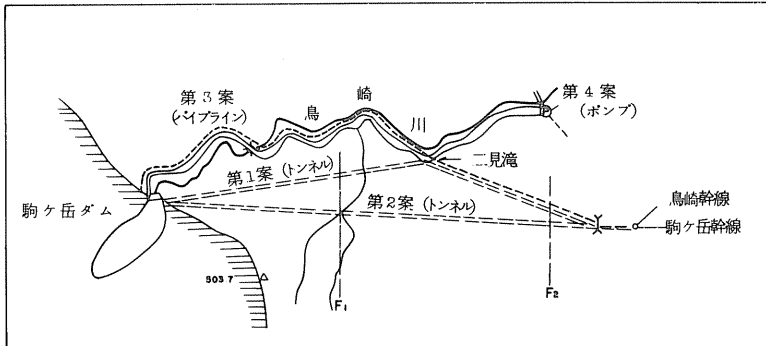 第3案
(パイプライン)
鳥
崎
川
第4案
(ポンプ)
二見滝
第1案 (トンネル)
第2案 (トンネル)
駒ケ岳ダム
鳥崎幹線
駒ケ岳幹線
503.7
F1
F2